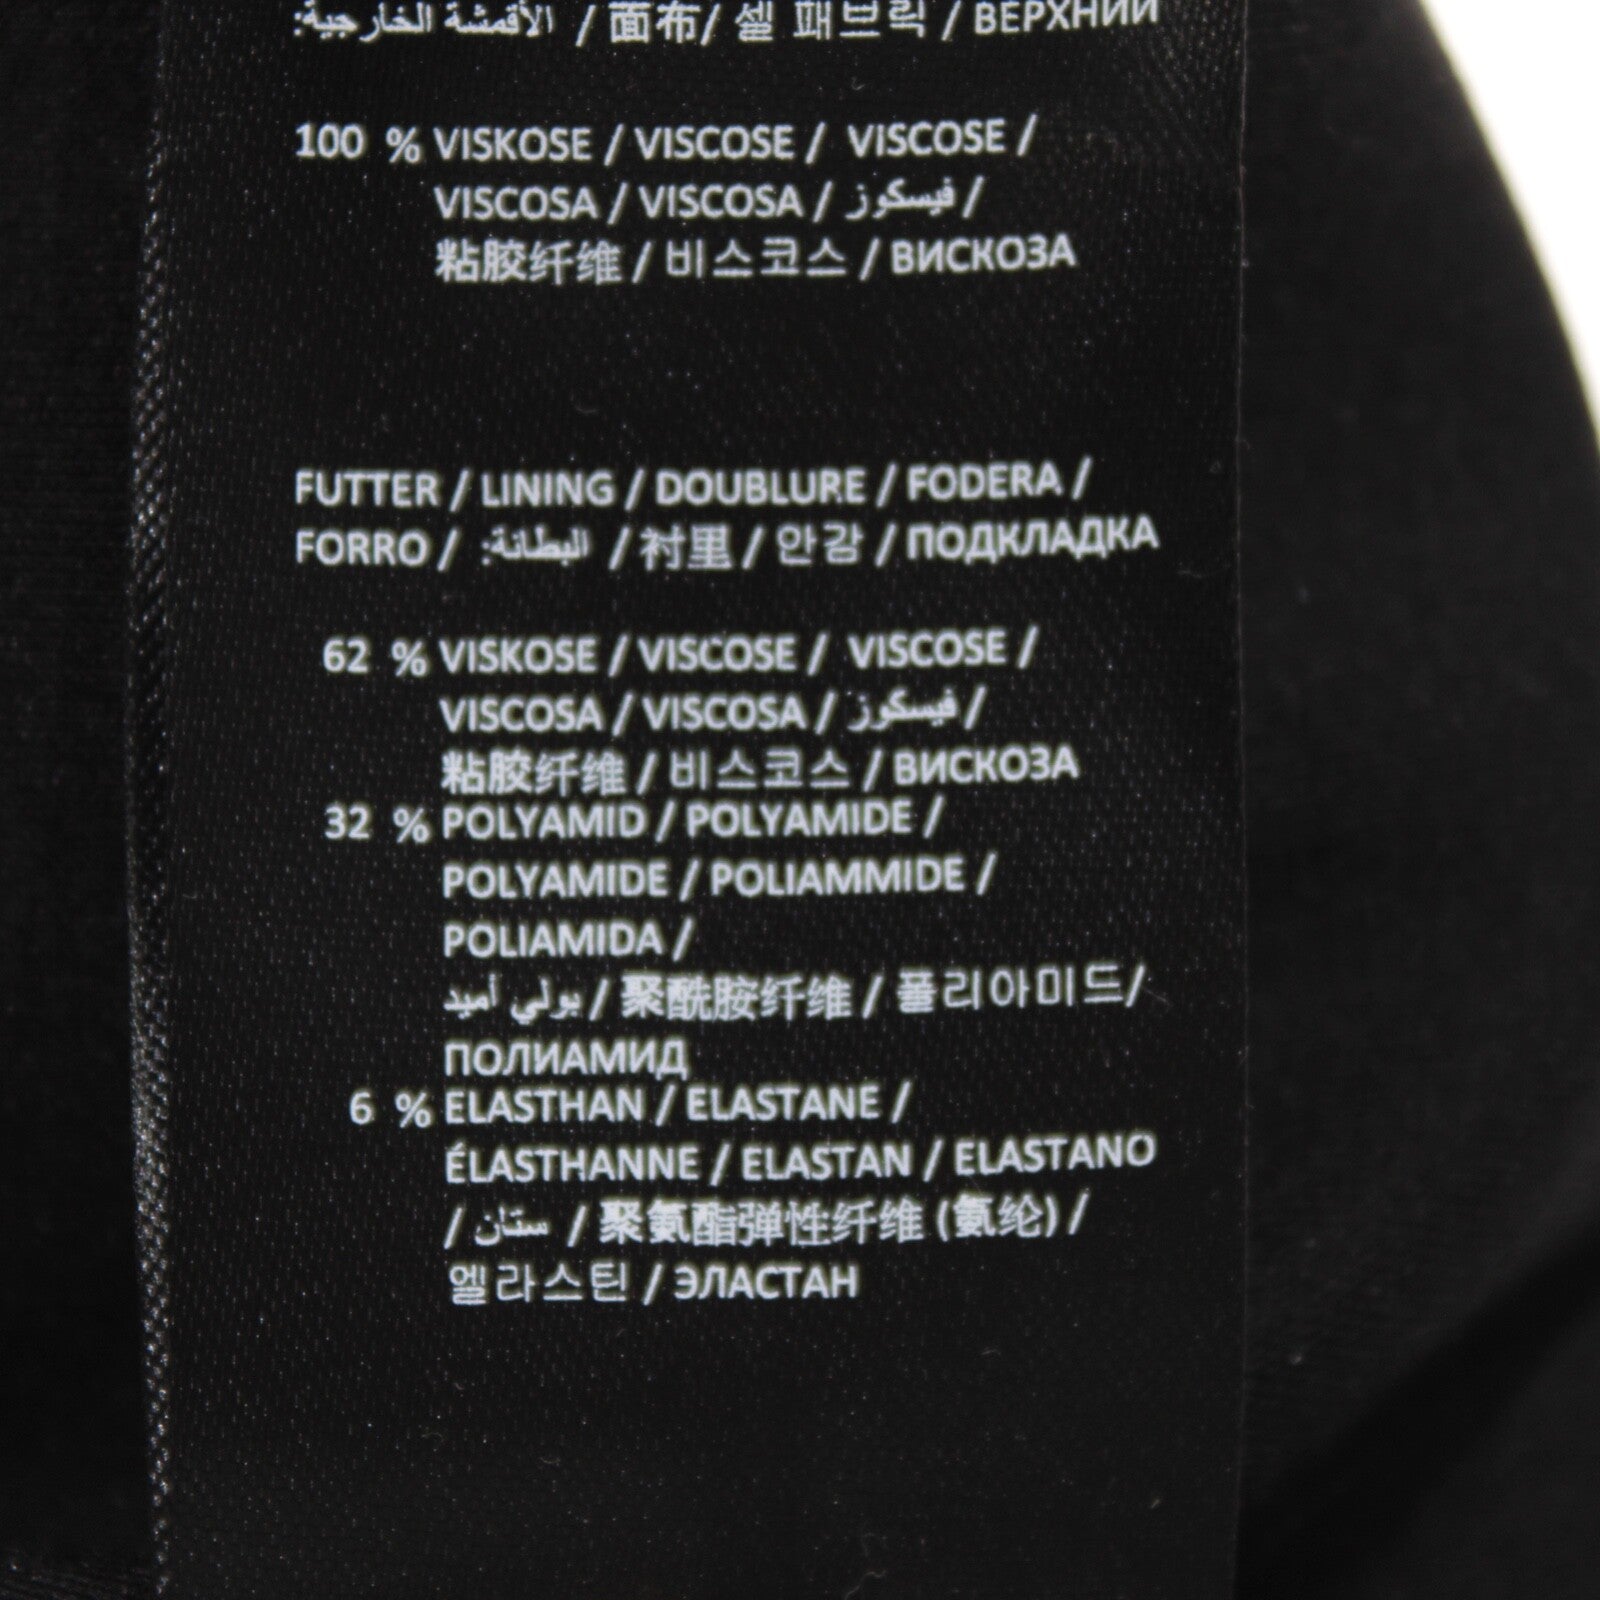 الأقمشة الخارجية: / 面布/ 셀 패브릭 / ВЕРХНИЙ
100 % VISKOSE / VISCOSE / VISCOSE /
VISCOSA / VISCOSA / فيسكوز /
粘胶纤维 / 비스코스 / ВИСКОЗА
FUTTER / LINING / DOUBLURE / FODERA /
FORRO / البطانة: / 衬里 / 안감 / ПОДКЛАДКА
62 % VISKOSE / VISCOSE / VISCOSE /
VISCOSA / VISCOSA / فيسكوز /
粘胶纤维 / 비스코스 / ВИСКОЗА
32 % POLYAMID / POLYAMIDE /
POLYAMIDE / POLIAMMIDE /
POLIAMIDA /
بولي أميد / 聚酰胺纤维 / 폴리아미드/
ПОЛИАМИД
6 % ELASTHAN / ELASTANE /
ÉLASTHANNE / ELASTAN / ELASTANO
/ ستان / 聚氨酯弹性纤维 (氨纶) /
엘라스틴 / ЭЛАСТАН